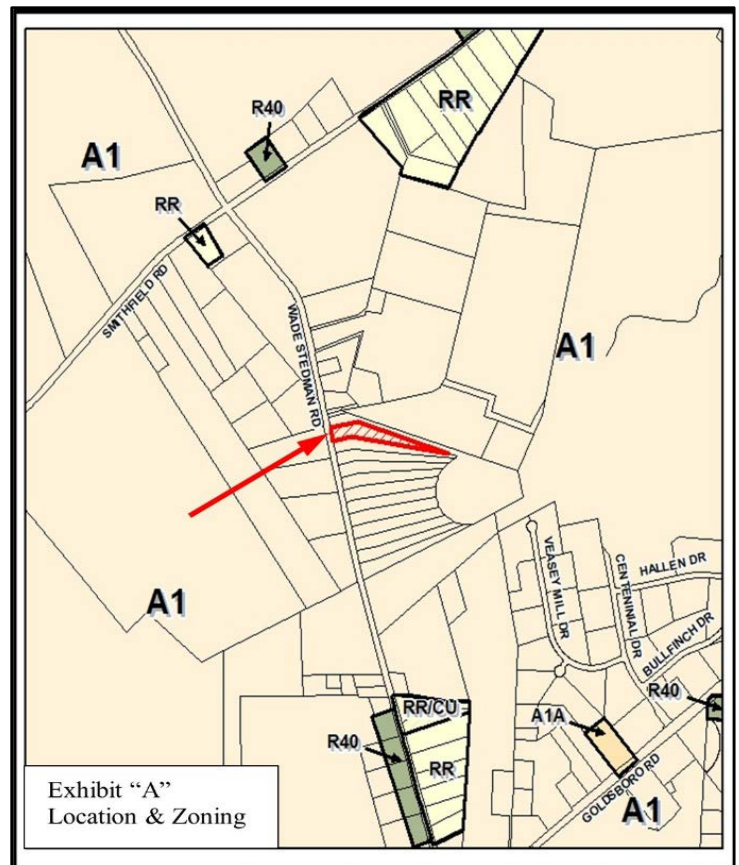 RR
R40
A1
RR
SMITHFIELD RD
WADE STEDMAN RD
A1
A1
VEASEY MILL DR
CENTENINIAL DR
HALLEN DR
BULLFINCH DR
RR/CU
R40
A1A
R40
RR
GOLDSBORO RD
A1
Exhibit “A”
Location & Zoning